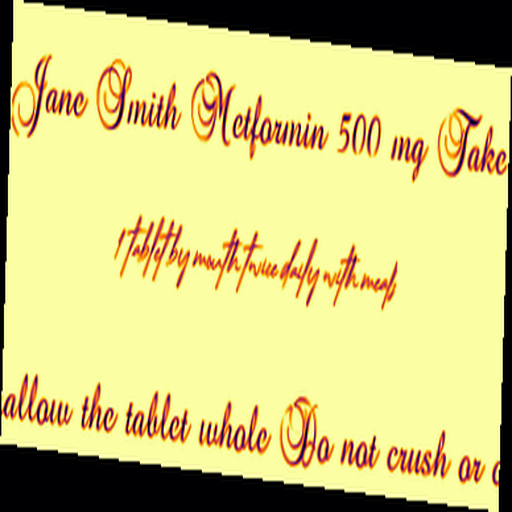 Jane Smith Metformin 500 mg Take
1 tablet by mouth twice daily with meals
allow the tablet whole Do not crush or